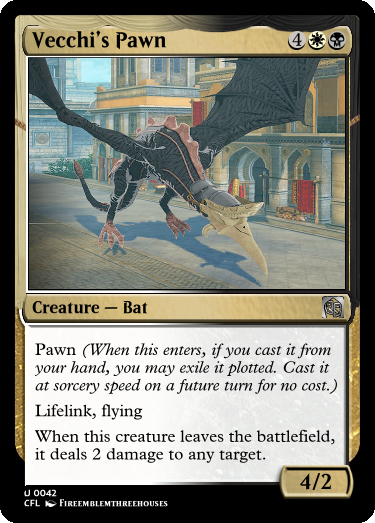 Vecchi's Pawn 4
Creature — Bat
Pawn (When this enters, if you cast it from
your hand, you may exile it plotted. Cast it
at sorcery speed on a future turn for no cost.)
Lifelink, flying
When this creature leaves the battlefield,
it deals 2 damage to any target.
4/2
U 0042
CFL Fireemblemthreehouses